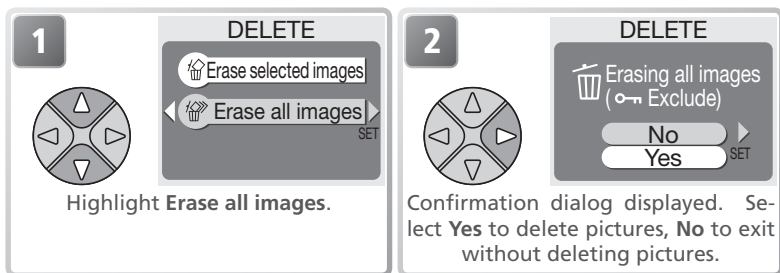 1
DELETE
Erase selected images
Erase all images
SET
Highlight Erase all images.
2
DELETE
Erasing all images
( Exclude)
No
Yes
SET
Confirmation dialog displayed. Se-
lect Yes to delete pictures, No to exit
without deleting pictures.